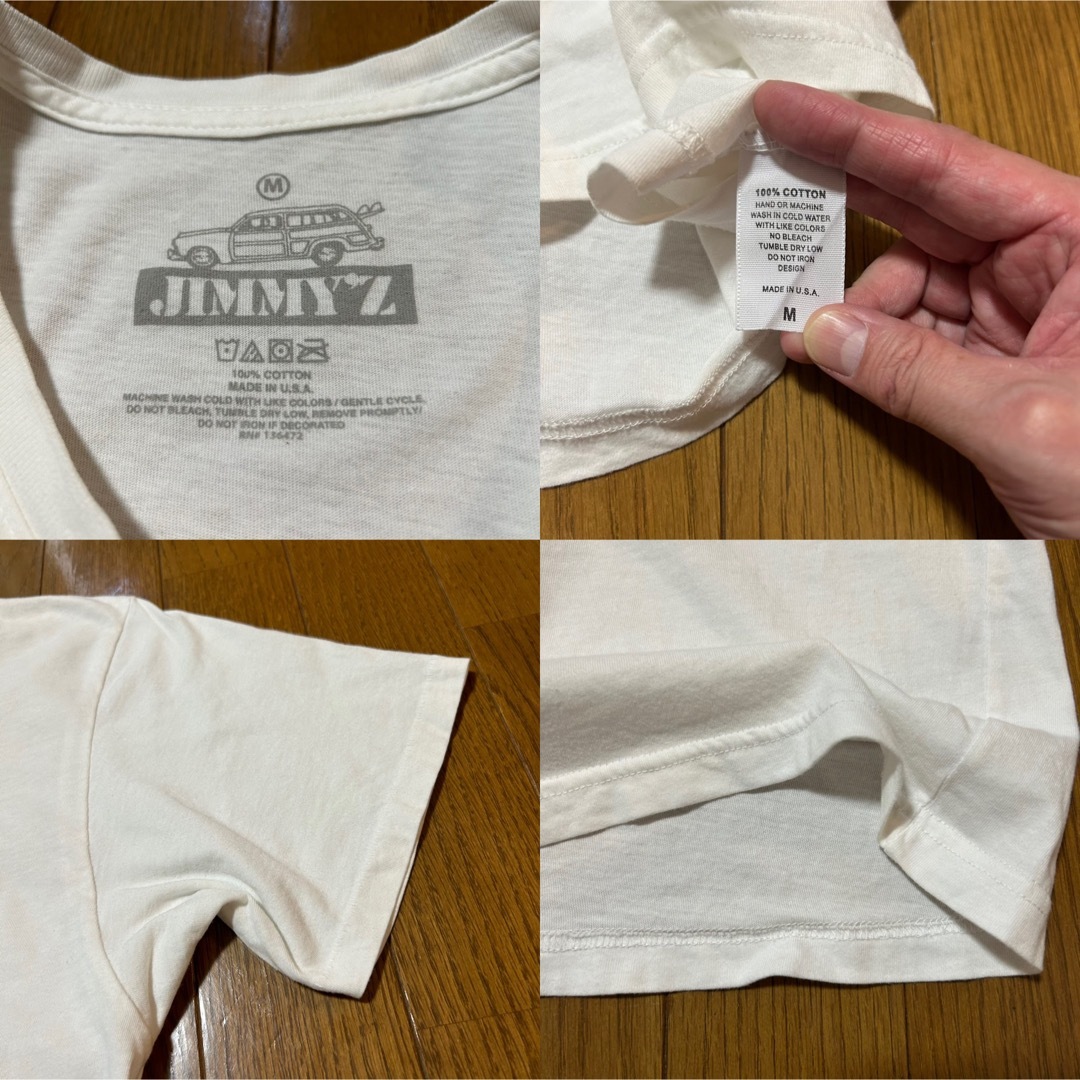 M
JIMMY'Z
100% COTTON
MADE IN U.S.A.
MACHINE WASH COLD WITH LIKE COLORS / GENTLE CYCLE.
DO NOT BLEACH, TUMBLE DRY LOW, REMOVE PROMPTLY/
DO NOT IRON IF DECORATED
RN# 136472
100% COTTON
HAND OR MACHINE
WASH IN COLD WATER
WITH LIKE COLORS
NO BLEACH
TUMBLE DRY LOW
DO NOT IRON
DESIGN
MADE IN U.S.A.
M